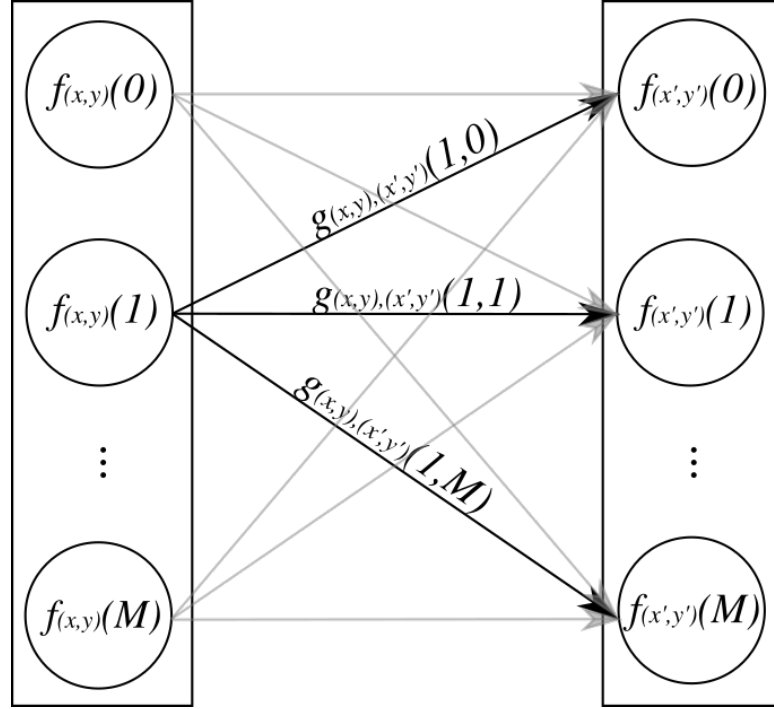 f(x,y)(0)
f(x',y')(0)
g(x,y),(x',y')(1,0)
f(x,y)(1)
g(x,y),(x',y')(1,1)
f(x',y')(1)
g(x,y),(x',y')(1,M)
...
...
f(x,y)(M)
f(x',y')(M)